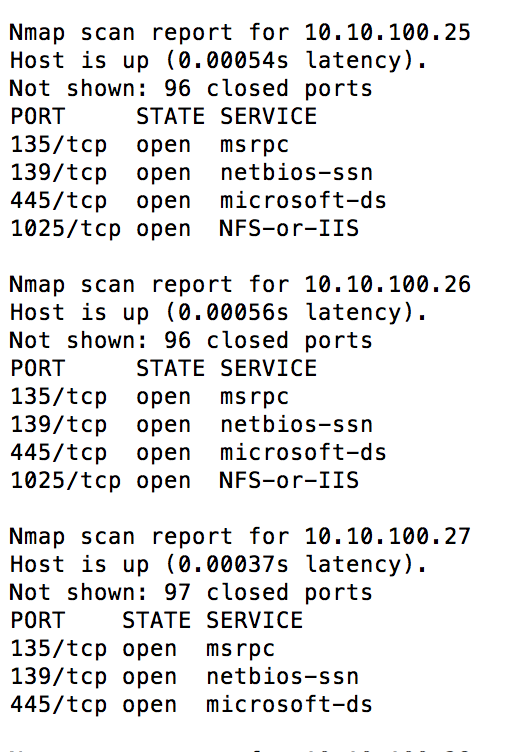 Nmap scan report for 10.10.100.25
Host is up (0.00054s latency).
Not shown: 96 closed ports
PORT     STATE SERVICE
135/tcp  open  msrpc
139/tcp  open  netbios-ssn
445/tcp  open  microsoft-ds
1025/tcp open  NFS-or-IIS

Nmap scan report for 10.10.100.26
Host is up (0.00056s latency).
Not shown: 96 closed ports
PORT     STATE SERVICE
135/tcp  open  msrpc
139/tcp  open  netbios-ssn
445/tcp  open  microsoft-ds
1025/tcp open  NFS-or-IIS

Nmap scan report for 10.10.100.27
Host is up (0.00037s latency).
Not shown: 97 closed ports
PORT    STATE SERVICE
135/tcp open  msrpc
139/tcp open  netbios-ssn
445/tcp open  microsoft-ds